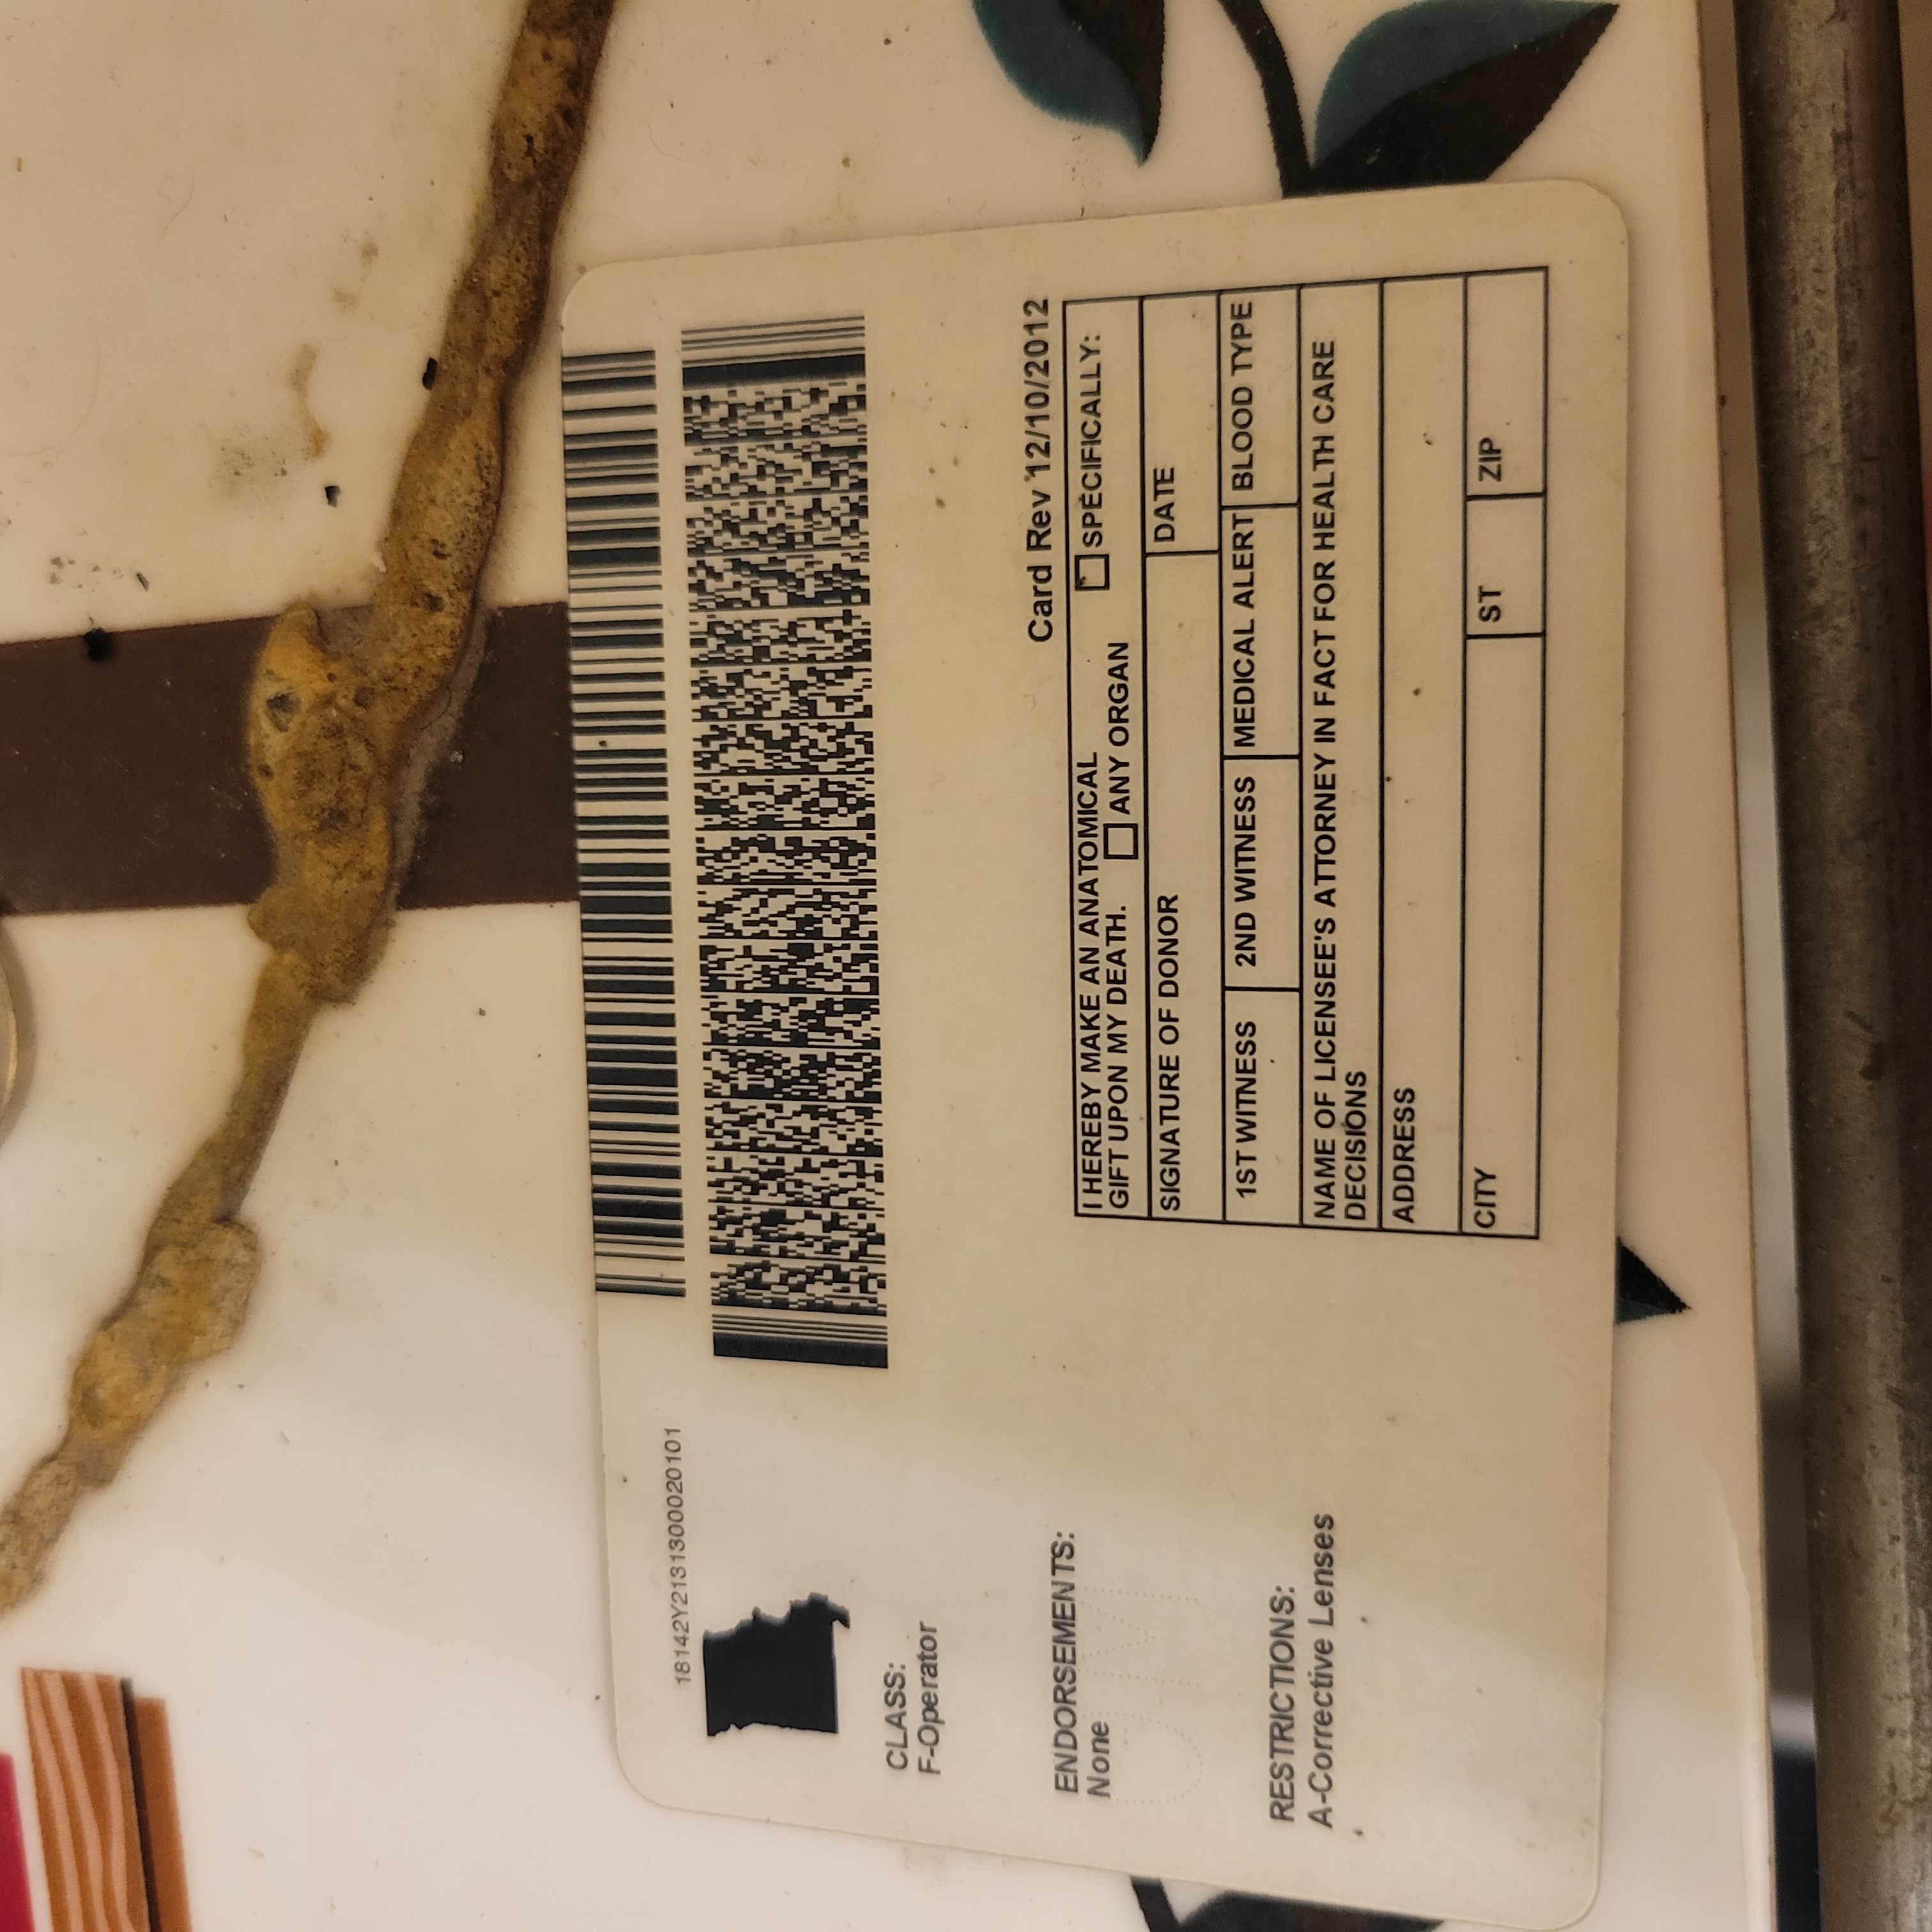 18142Y213130020101
CLASS:
F-Operator
ENDORSEMENTS:
None
RESTRICTIONS:
A-Corrective Lenses
Card Rev 12/10/2012
I HEREBY MAKE AN ANATOMICAL
GIFT UPON MY DEATH. ANY ORGAN SPECIFICALLY:
SIGNATURE OF DONOR DATE
1ST WITNESS 2ND WITNESS MEDICAL ALERT BLOOD TYPE
NAME OF LICENSEE'S ATTORNEY IN FACT FOR HEALTH CARE
DECISIONS
ADDRESS
CITY ST ZIP